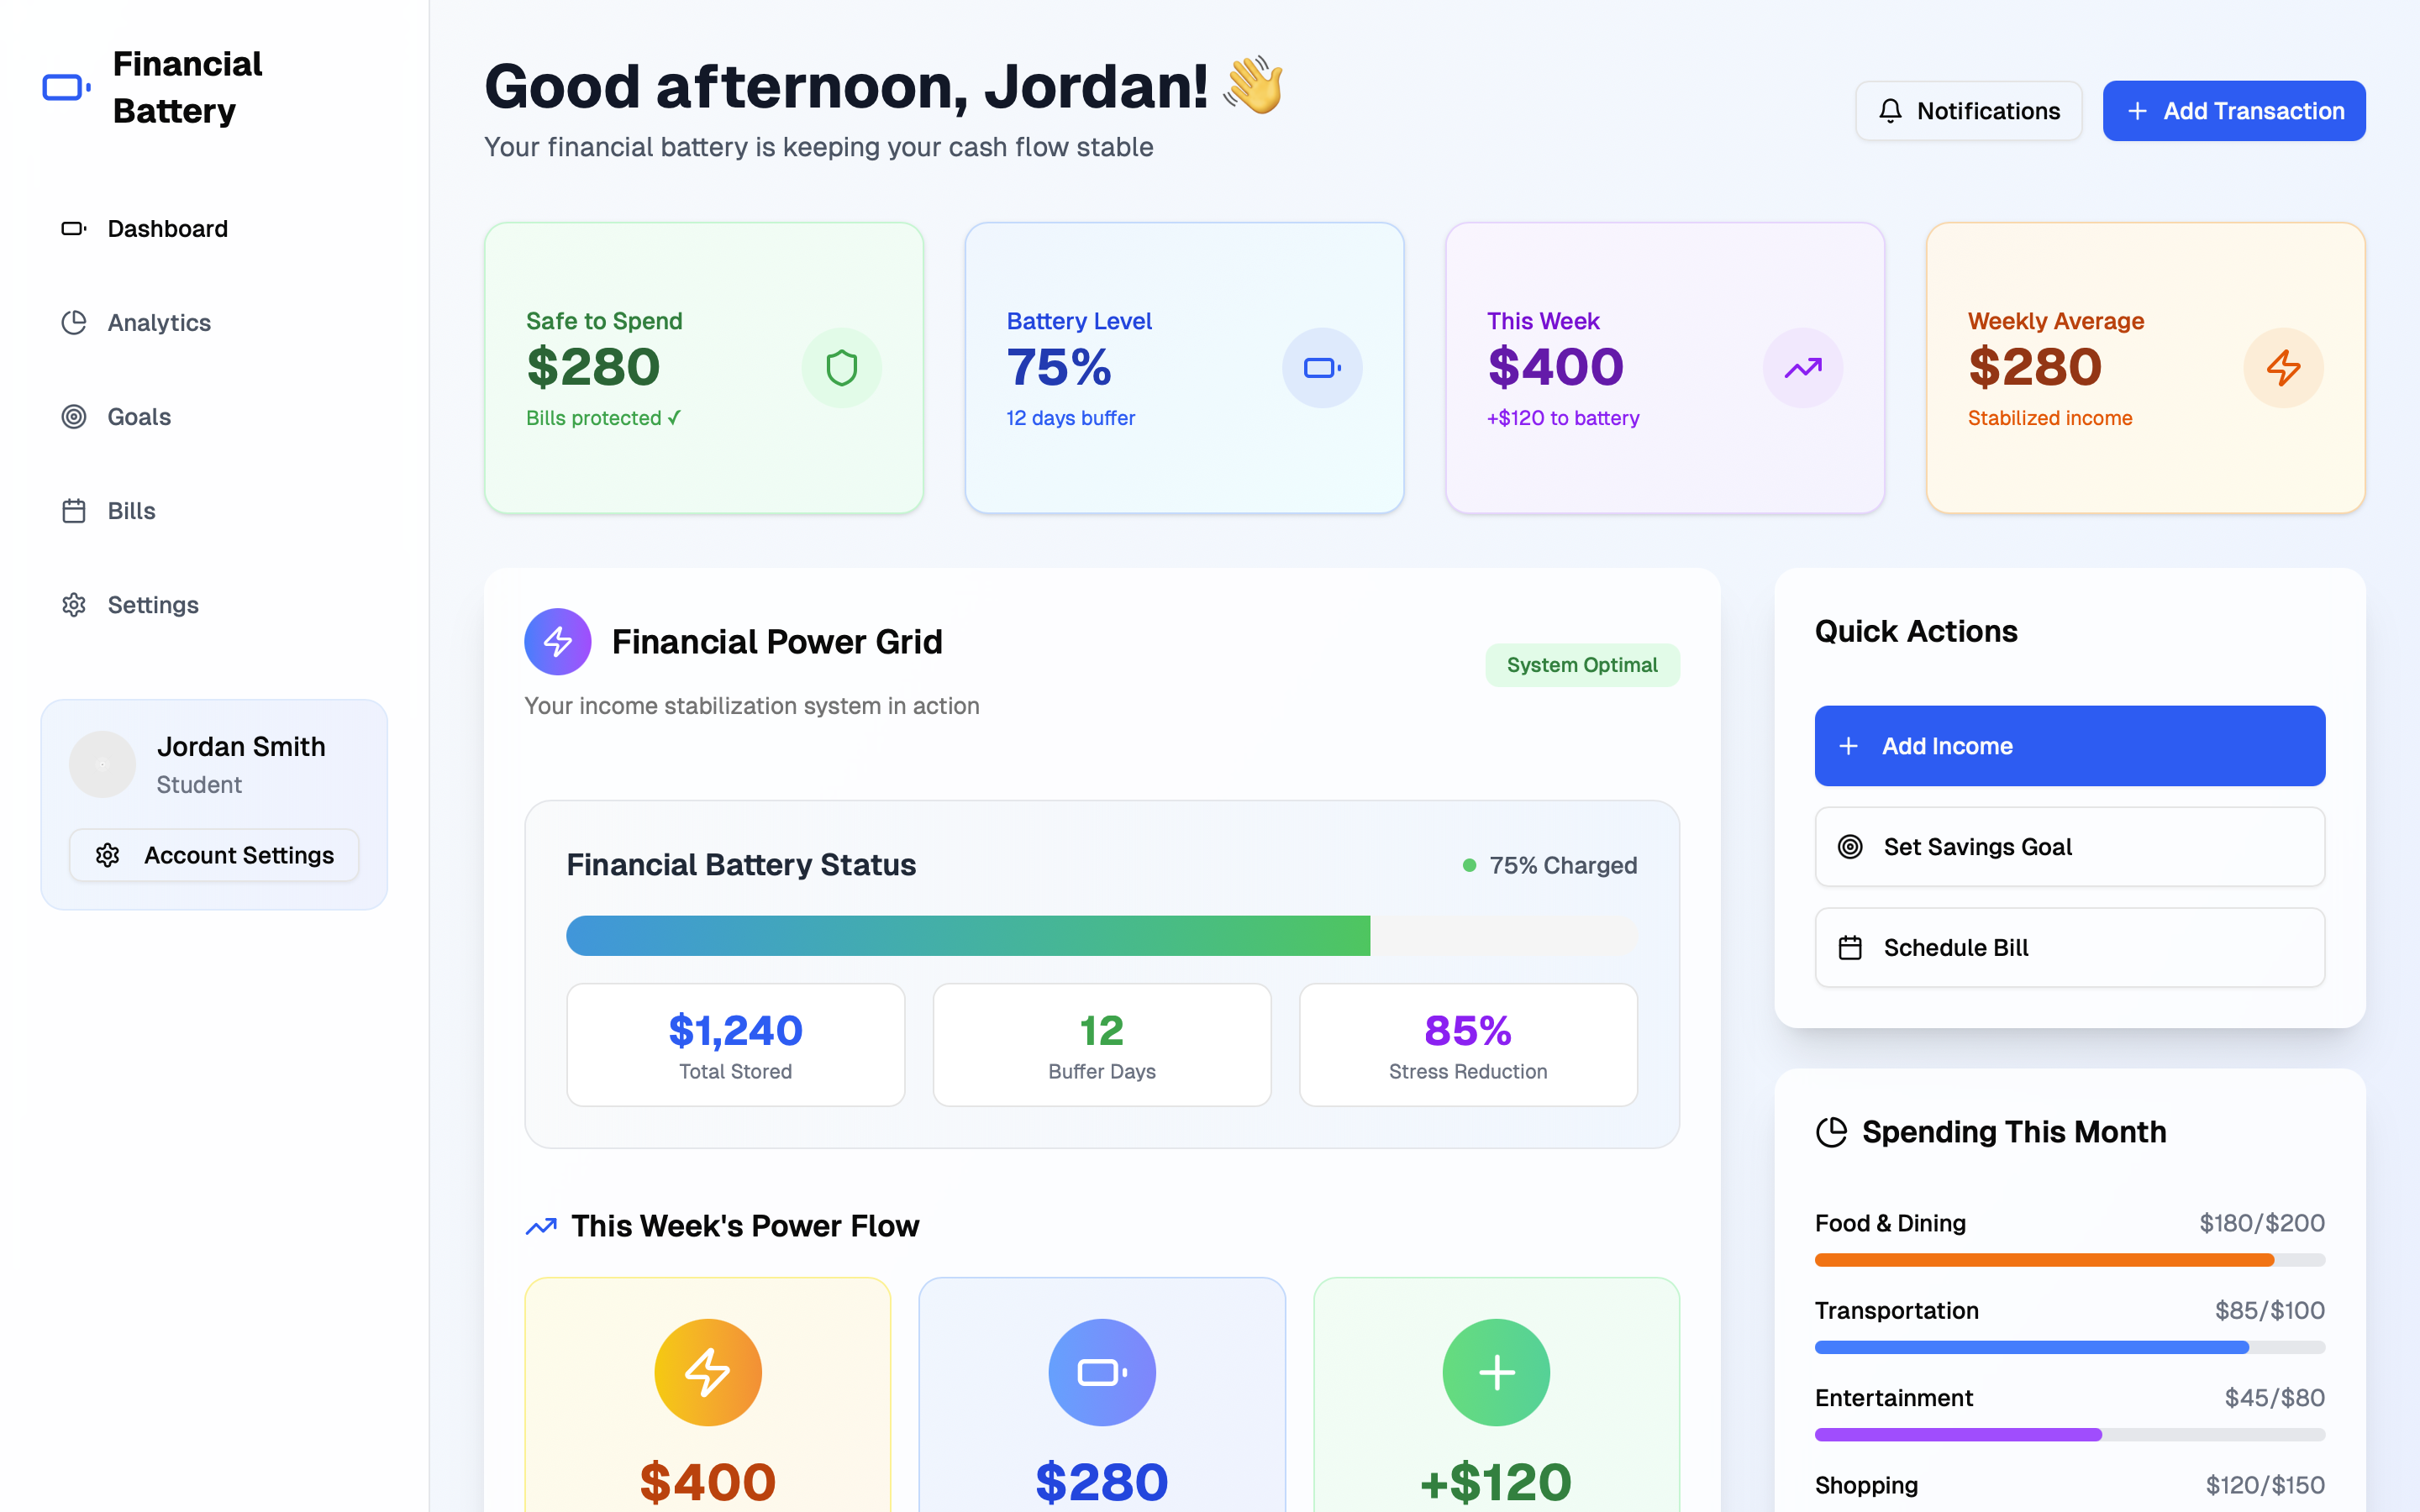 Financial
Battery
Dashboard
Analytics
Goals
Bills
Settings
Jordan Smith
Student
Account Settings
Good afternoon, Jordan! 👋
Your financial battery is keeping your cash flow stable
Notifications
+ Add Transaction
Safe to Spend
$280
Bills protected ✓
Battery Level
75%
12 days buffer
This Week
$400
+$120 to battery
Weekly Average
$280
Stabilized income
Financial Power Grid
Your income stabilization system in action
System Optimal
Financial Battery Status
75% Charged
$1,240
Total Stored
12
Buffer Days
85%
Stress Reduction
This Week's Power Flow
$400
$280
+$120
Quick Actions
+ Add Income
Set Savings Goal
Schedule Bill
Spending This Month
Food & Dining $180/$200
Transportation $85/$100
Entertainment $45/$80
Shopping $120/$150